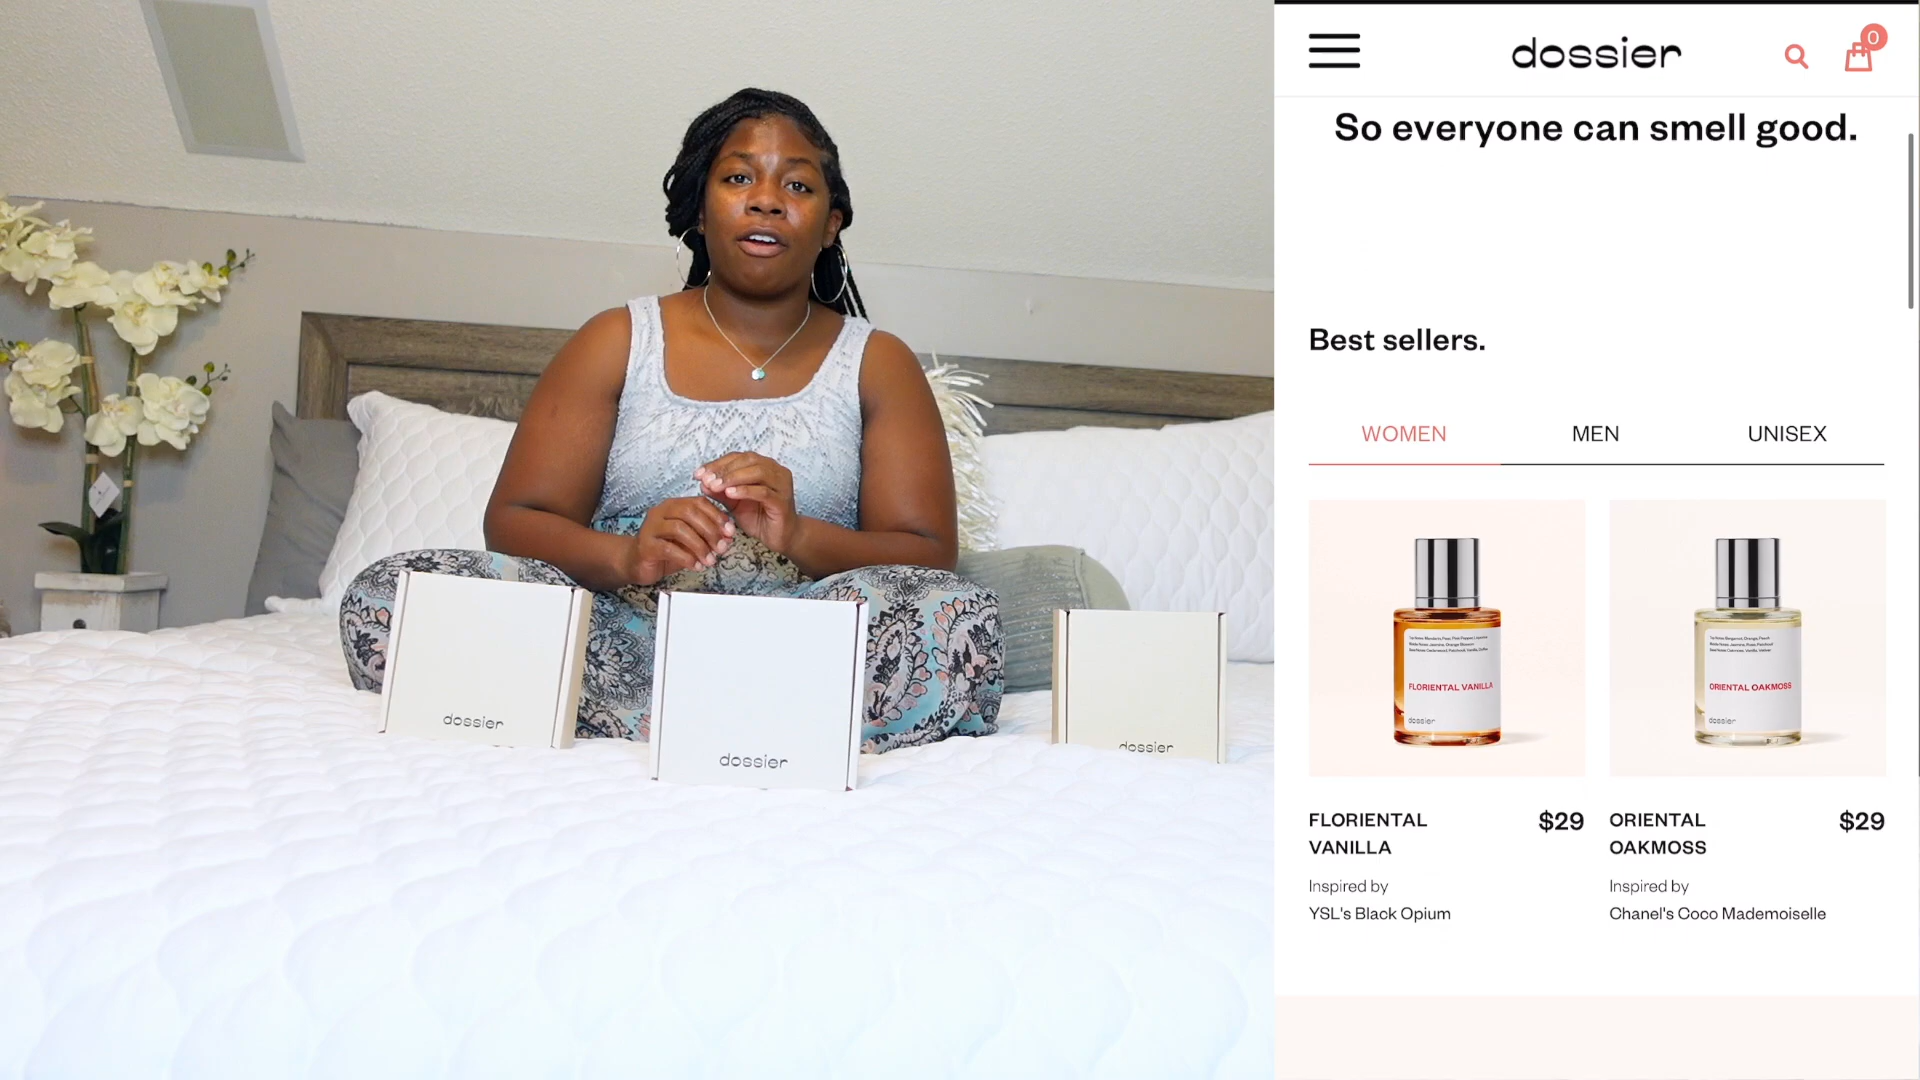 dossier
dossier
dossier
dossier
0
So everyone can smell good.
Best sellers.
WOMEN
MEN
UNISEX
FLORIENTAL VANILLA
dossier
ORIENTAL OAKMOSS
dossier
FLORIENTAL
VANILLA
$29
Inspired by
YSL's Black Opium
ORIENTAL
OAKMOSS
$29
Inspired by
Chanel's Coco Mademoiselle